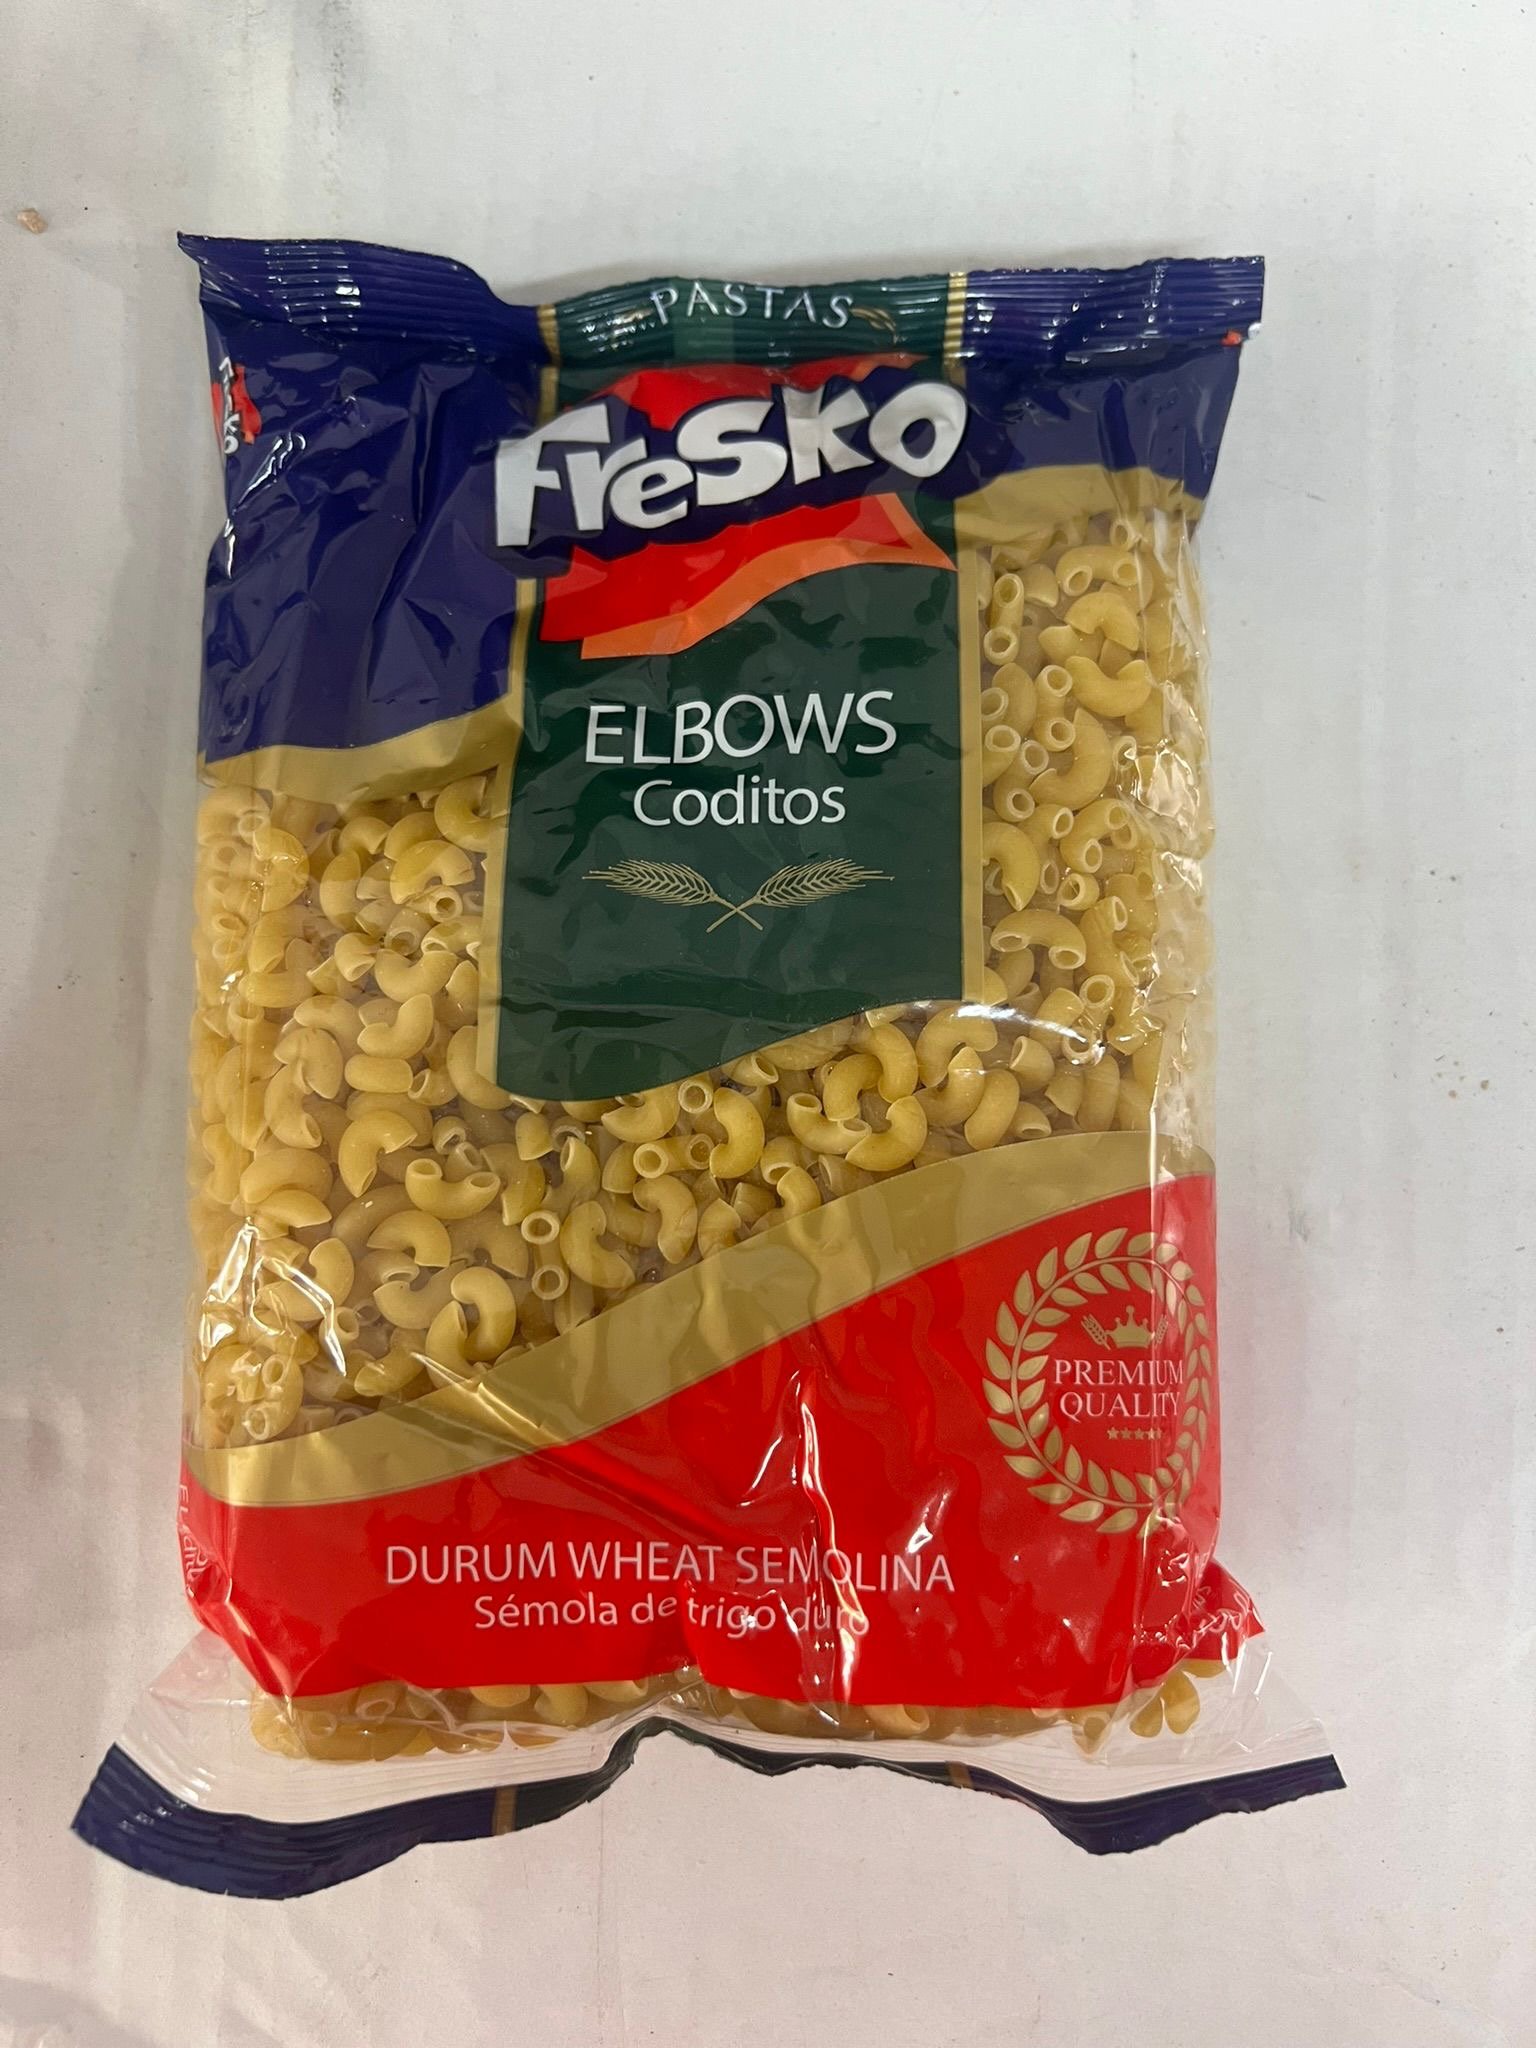 PASTAS
Fresko
ELBOWS
Coditos
PREMIUM
QUALITY
DURUM WHEAT SEMOLINA
Sémola de trigo duro